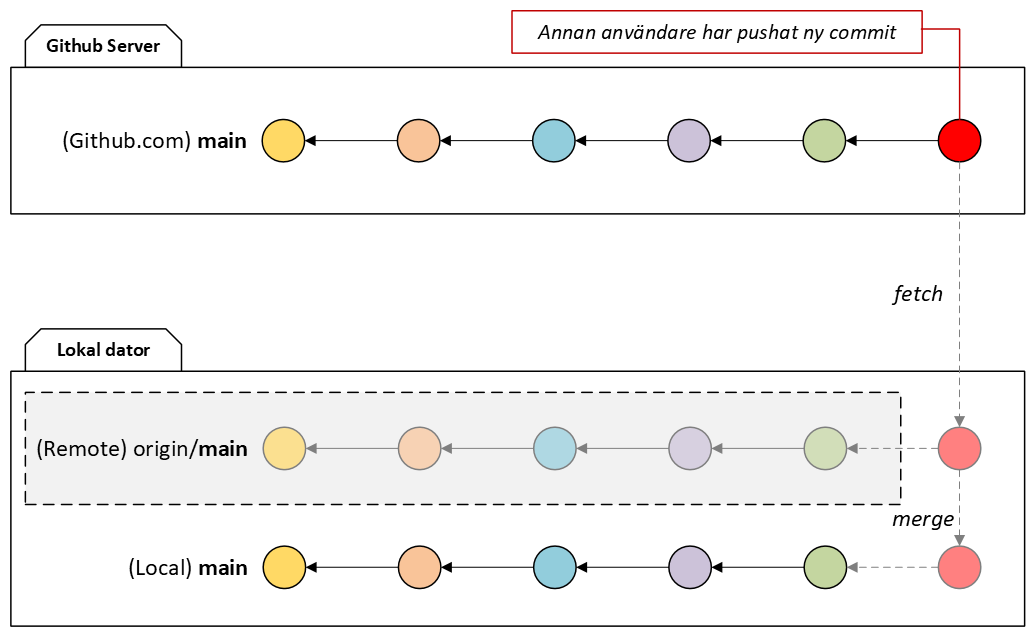 Github Server
Annan användare har pushat ny commit
(Github.com) main
fetch
Lokal dator
(Remote) origin/main
merge
(Local) main